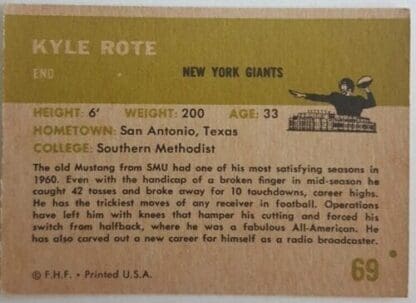 KYLE ROTE
END
NEW YORK GIANTS
HEIGHT: 6' WEIGHT: 200 AGE: 33
HOMETOWN: San Antonio, Texas
COLLEGE: Southern Methodist
The old Mustang from SMU had one of his most satisfying seasons in
1960. Even with the handicap of a broken finger in mid-season he
caught 42 tosses and broke away for 10 touchdowns, career highs.
He has the trickiest moves of any receiver in football. Operations
have left him with knees that hamper his cutting and forced his
switch from halfback, where he was a fabulous All-American. He
has also carved out a new career for himself as a radio broadcaster.
© F.H.F. • Printed U.S.A.
69